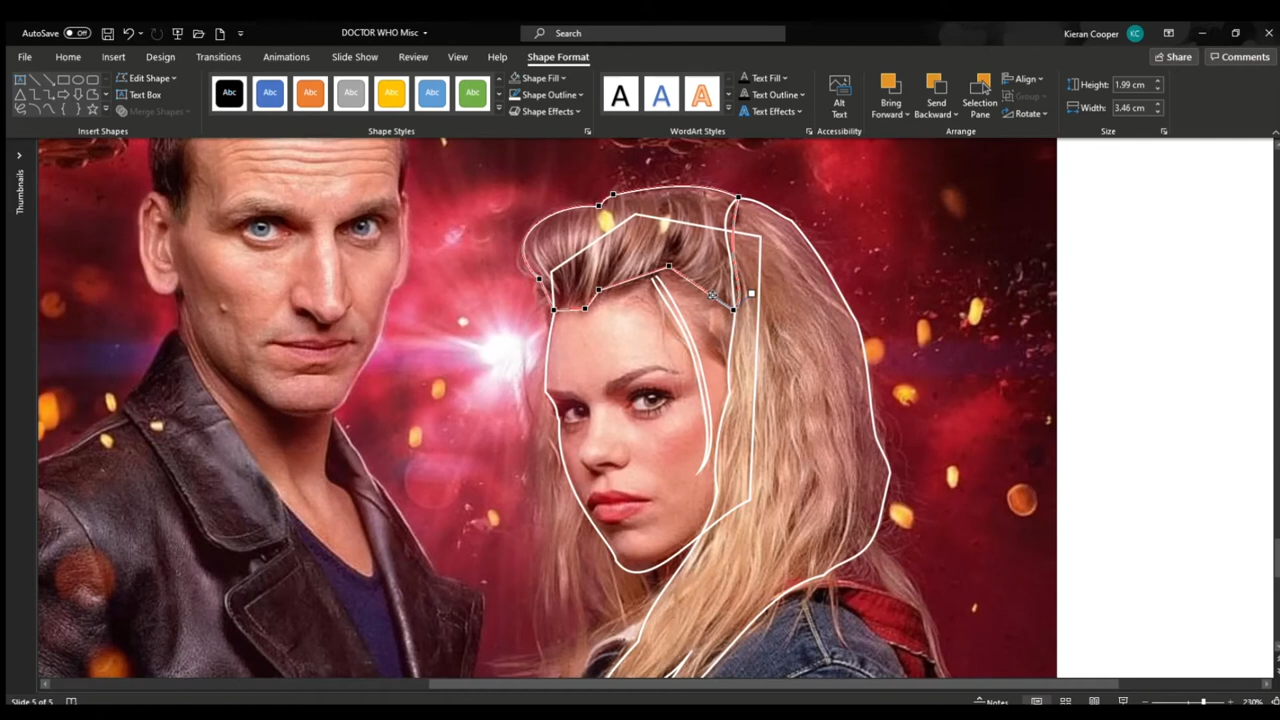 AutoSave Off
DOCTOR WHO Misc
Search
Kieran Cooper KC
File Home Insert Design Transitions Animations Slide Show Review View Help Shape Format
Share Comments
Edit Shape
Text Box
Merge Shapes
Insert Shapes
Abc Abc Abc Abc Abc Abc Abc
Shape Fill
Shape Outline
Shape Effects
Shape Styles
A A A
Text Fill
Text Outline
Text Effects
WordArt Styles
Alt
Text
Accessibility
Bring
Forward
Send
Backward
Selection
Pane
Align
Group
Rotate
Arrange
Height: 1.99 cm
Width: 3.46 cm
Size
Thumbnails
Slide 5 of 5
Notes
230%